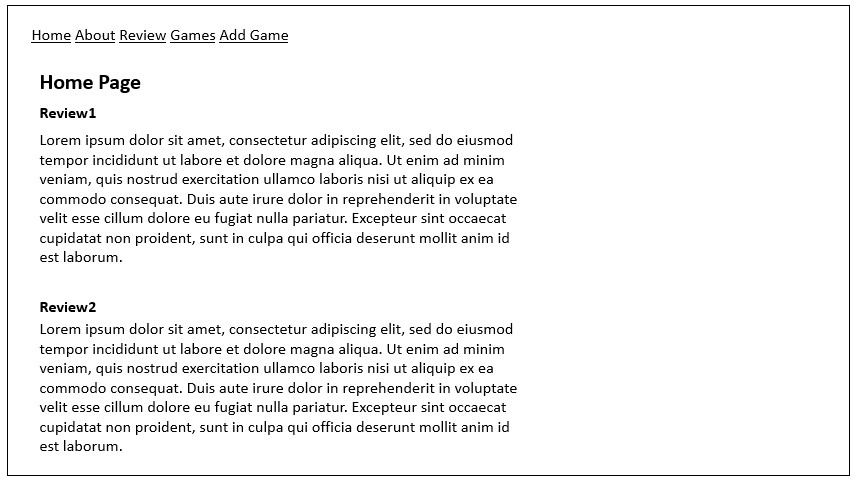 Home About Review Games Add Game
Home Page
Review1
Lorem ipsum dolor sit amet, consectetur adipiscing elit, sed do eiusmod
tempor incididunt ut labore et dolore magna aliqua. Ut enim ad minim
veniam, quis nostrud exercitation ullamco laboris nisi ut aliquip ex ea
commodo consequat. Duis aute irure dolor in reprehenderit in voluptate
velit esse cillum dolore eu fugiat nulla pariatur. Excepteur sint occaecat
cupidatat non proident, sunt in culpa qui officia deserunt mollit anim id
est laborum.
Review2
Lorem ipsum dolor sit amet, consectetur adipiscing elit, sed do eiusmod
tempor incididunt ut labore et dolore magna aliqua. Ut enim ad minim
veniam, quis nostrud exercitation ullamco laboris nisi ut aliquip ex ea
commodo consequat. Duis aute irure dolor in reprehenderit in voluptate
velit esse cillum dolore eu fugiat nulla pariatur. Excepteur sint occaecat
cupidatat non proident, sunt in culpa qui officia deserunt mollit anim id
est laborum.